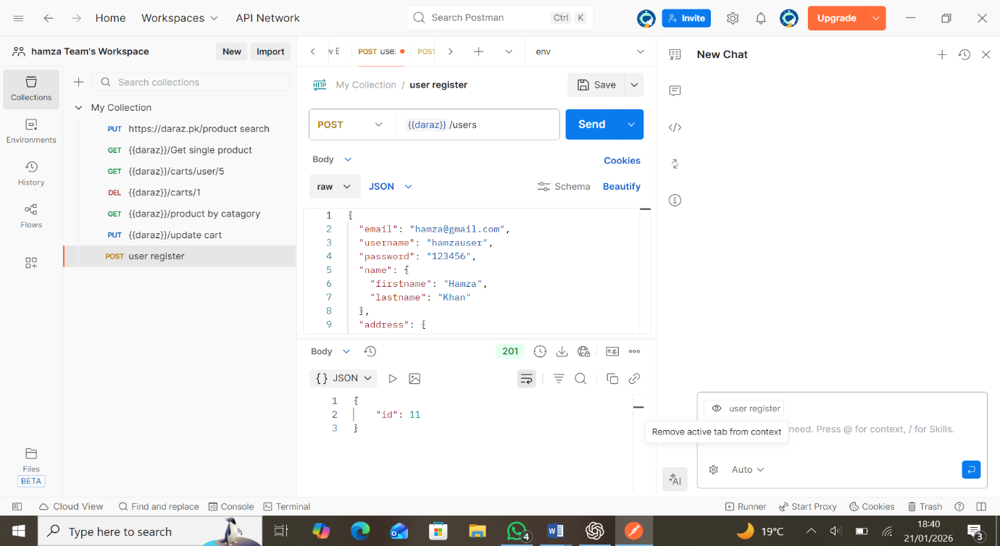 Home Workspaces API Network Search Postman Ctrl K Invite Upgrade
hamza Team's Workspace New Import
POST use. POST env
New Chat
Collections
Environments
History
Flows
Files
BETA
Search collections
My Collection
PUT https://daraz.pk/product search
GET {{daraz}}/Get single product
GET {{daraz}}/carts/user/5
DEL {{daraz}}/carts/1
GET {{daraz}}/product by catagory
PUT {{daraz}}/update cart
POST user register
HTTP My Collection / user register Save
POST {{daraz}} /users Send
Body Cookies
raw JSON Schema Beautify
1 {
2 "email": "hamza@gmail.com",
3 "username": "hamzauser",
4 "password": "123456",
5 "name": {
6 "firstname": "Hamza",
7 "lastname": "Khan"
8 },
9 "address": {
Body 201 e.g.
{} JSON
1 {
2 "id": 11
3 }
user register
Remove active tab from context
need. Press @ for context, / for Skills.
AI
Auto
Cloud View Find and replace Console Terminal Runner Start Proxy Cookies Trash
Type here to search
4
19°C
18:40
21/01/2026
3